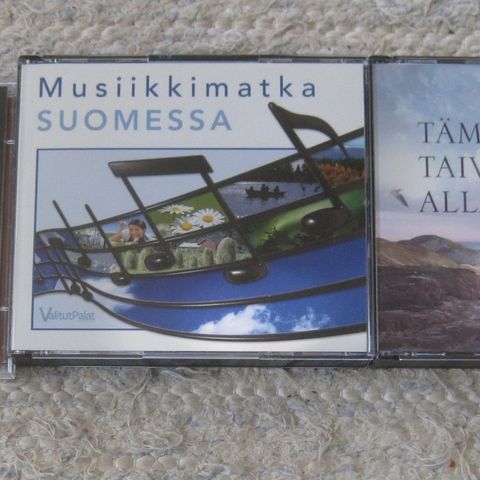 Musiikkimatka
SUOMESSA
ValitutPalat
TÄM
TAIV
ALL